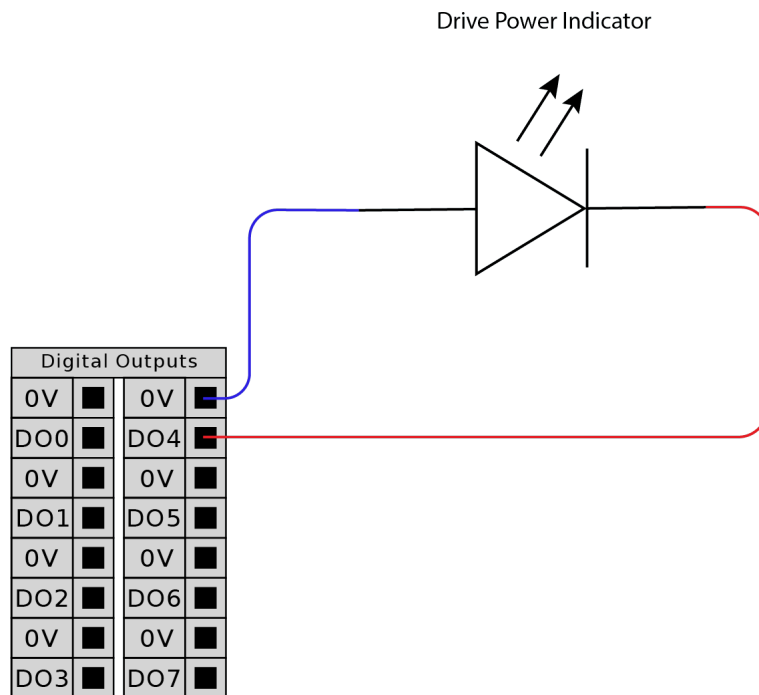 Drive Power Indicator
Digital Outputs
0V 0V
DO0 DO4
0V 0V
DO1 DO5
0V 0V
DO2 DO6
0V 0V
DO3 DO7